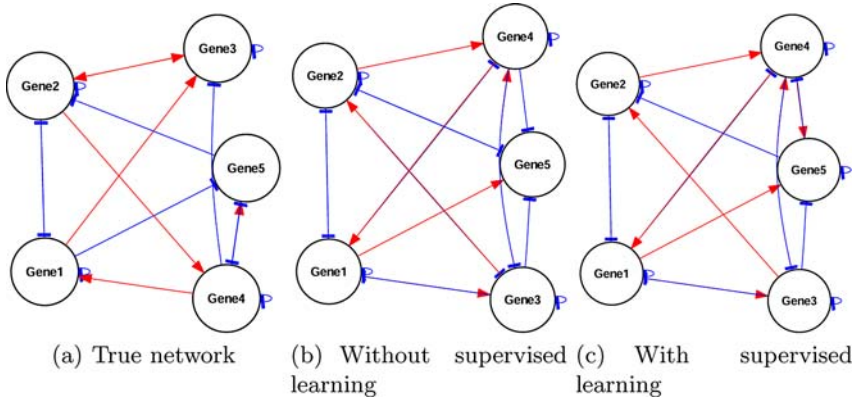 Gene3
Gene2
Gene5
Gene1
Gene4
Gene4
Gene2
Gene5
Gene1
Gene3
Gene4
Gene2
Gene5
Gene1
Gene3
(a) True network
(b) Without supervised
learning
(c) With supervised
learning